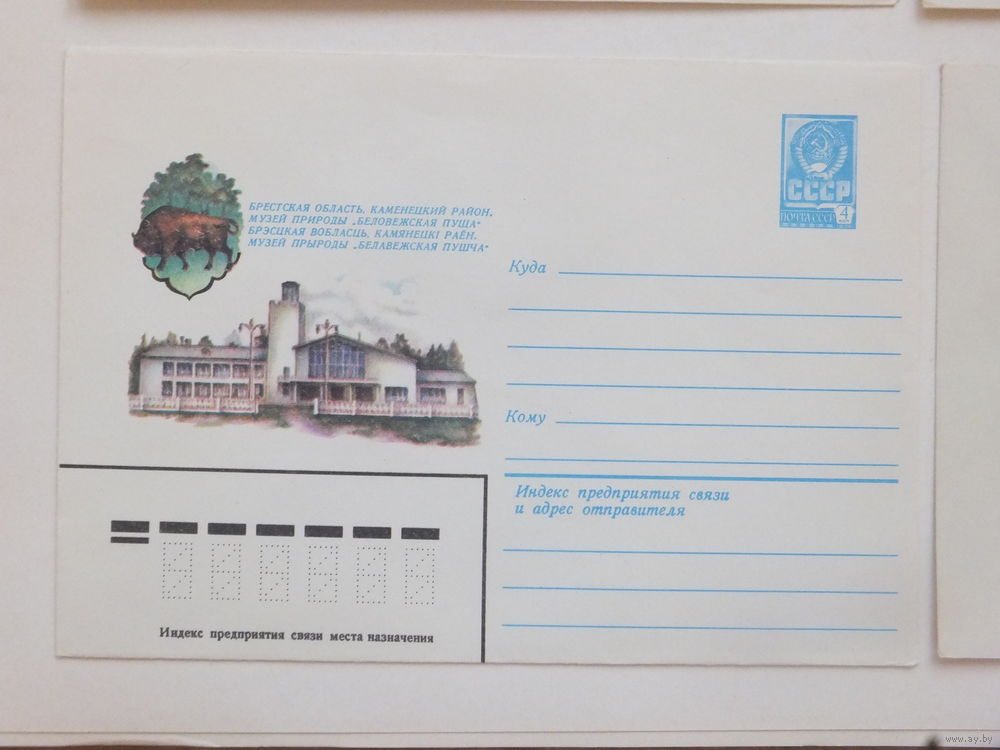 БРЕСТСКАЯ ОБЛАСТЬ, КАМЕНЕЦКИЙ РАЙОН,
МУЗЕЙ ПРИРОДЫ „БЕЛОВЕЖСКАЯ ПУЩА“
БРЭСЦКАЯ ВОБЛАСЦЬ, КАМЯНЕЦКІ РАЁН,
МУЗЕЙ ПРЫРОДЫ „БЕЛАВЕЖСКАЯ ПУШЧА“
СССР
ПОЧТА СССР
4
Куда
Кому
Индекс предприятия связи
и адрес отправителя
Индекс предприятия связи места назначения
www.ay.by